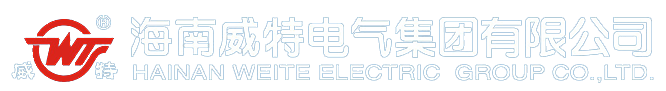 WT ®
威 特
海南威特电气集团有限公司
HAINAN WEITE ELECTRIC GROUP CO.,LTD.